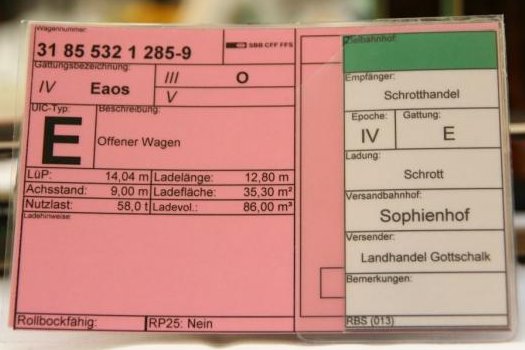 Wagennummer:
31 85 532 1 285-9
SBB CFF FFS
Gattungsbezeichnung:
IV Eaos
III O
V
UIC-Typ:
E
Beschreibung:
Offener Wagen
LüP: 14,04 m Ladelänge: 12,80 m
Achsstand: 9,00 m Ladefläche: 35,30 m²
Nutzlast: 58,0 t Ladevol.: 86,00 m³
Ladehinweise:
Rollbockfähig: RP25: Nein
Zielbahnhof:
Empfänger:
Schrotthandel
Epoche: Gattung:
IV E
Ladung:
Schrott
Versandbahnhof:
Sophienhof
Versender:
Landhandel Gottschalk
Bemerkungen:
RBS (013)